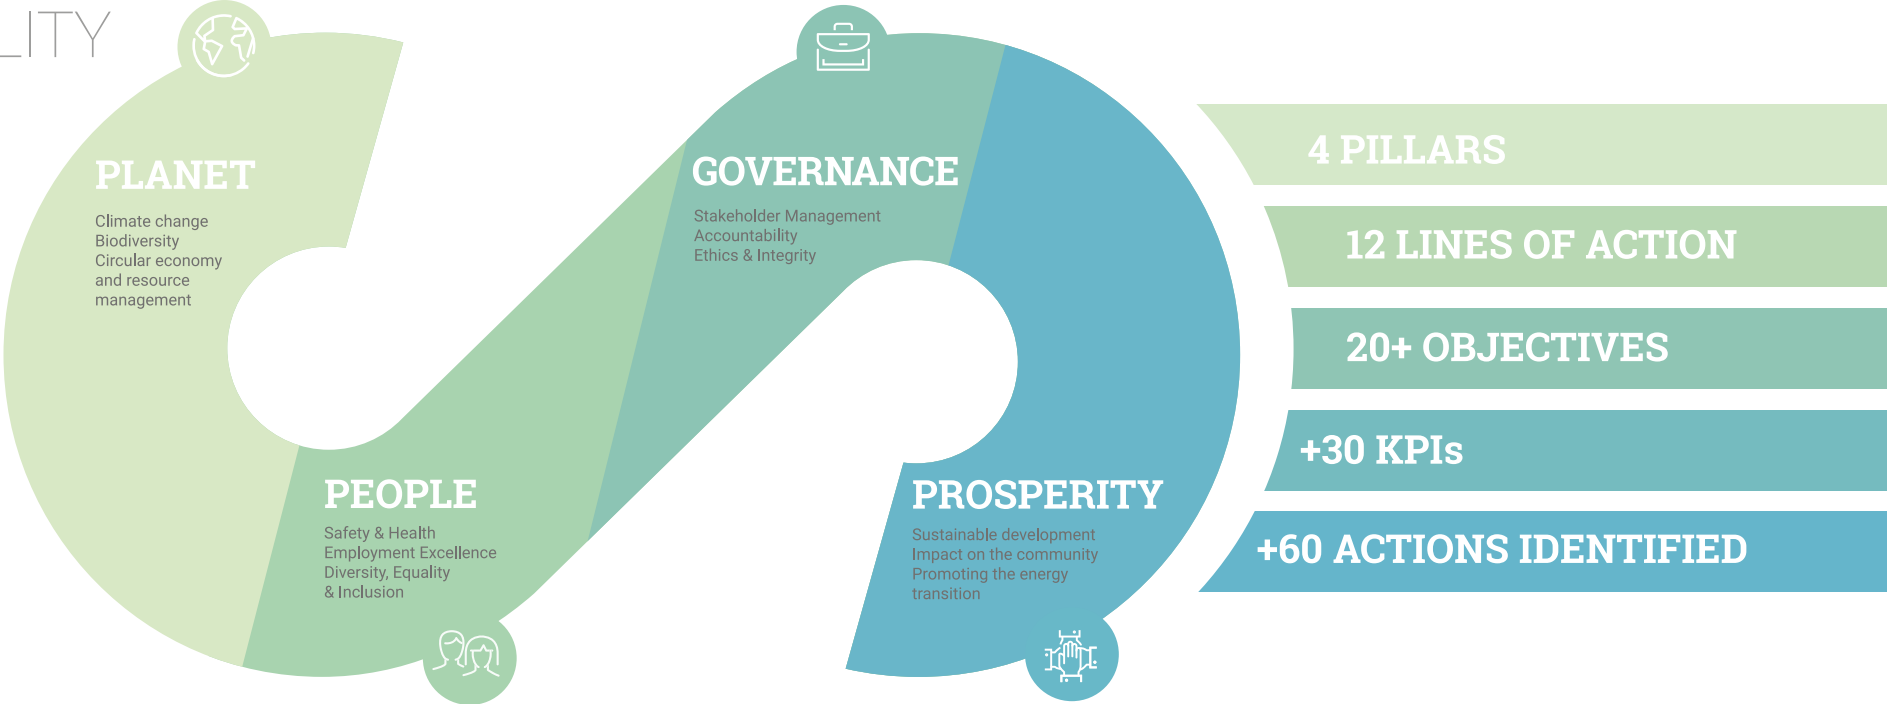 LITY
PLANET
Climate change
Biodiversity
Circular economy
and resource
management
PEOPLE
Safety & Health
Employment Excellence
Diversity, Equality
& Inclusion
GOVERNANCE
Stakeholder Management
Accountability
Ethics & Integrity
PROSPERITY
Sustainable development
Impact on the community
Promoting the energy
transition
4 PILLARS
12 LINES OF ACTION
20+ OBJECTIVES
+30 KPIs
+60 ACTIONS IDENTIFIED